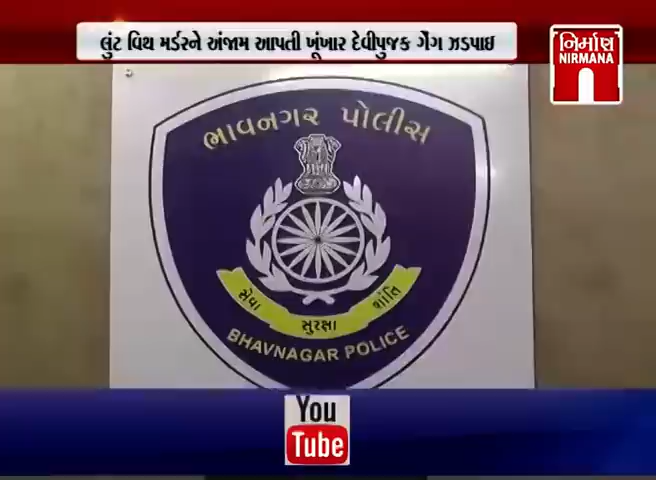 લુંટ વિથ મર્ડરને અંજામ આપતી ખૂંખાર દેવીપુજક ગેંગ ઝડપાઇ
નિર્માણ
NIRMANA
ભાવનગર પોલીસ
સેવા
સુરક્ષા
શાંતિ
BHAVNAGAR POLICE
You
Tube